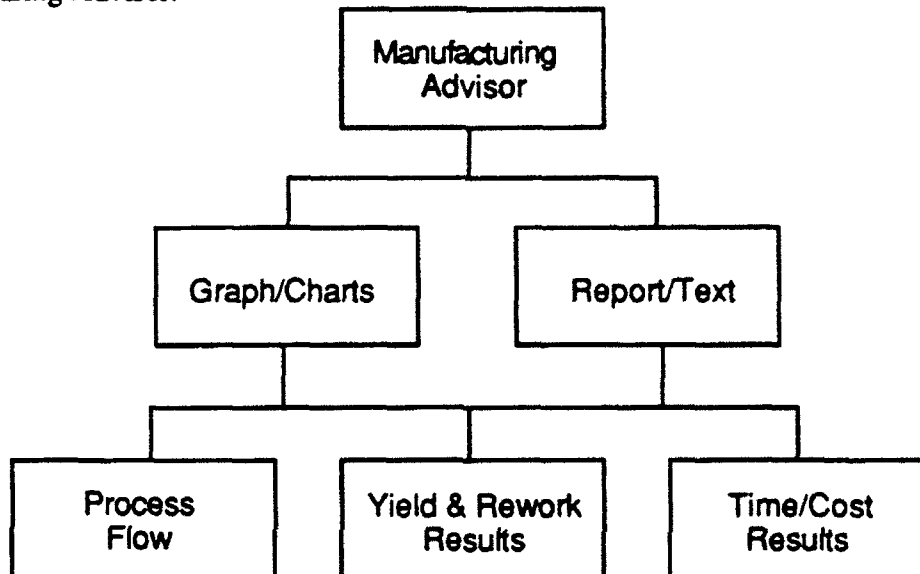 Manufacturing
Advisor
Graph/Charts
Report/Text
Process
Flow
Yield & Rework
Results
Time/Cost
Results